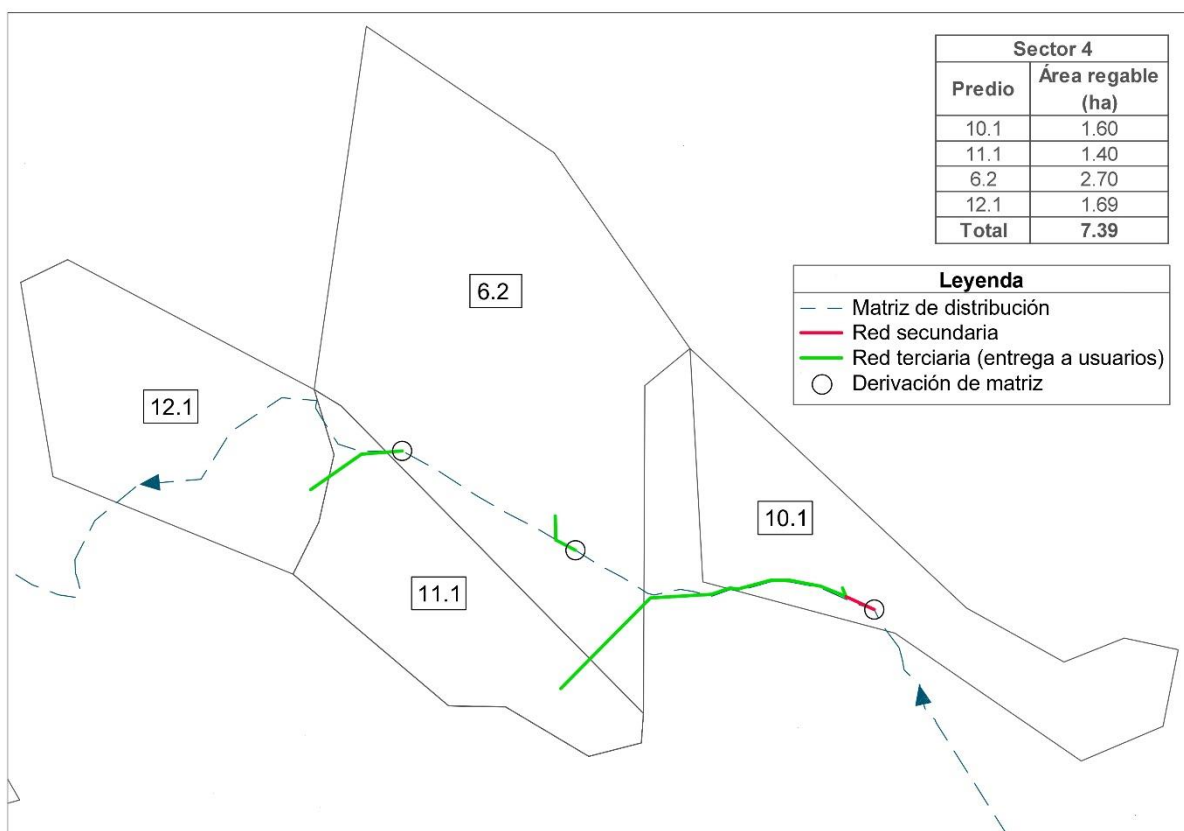 Sector 4
Predio Área regable (ha)
10.1 1.60
11.1 1.40
6.2 2.70
12.1 1.69
Total 7.39
Leyenda
Matriz de distribución
Red secundaria
Red terciaria (entrega a usuarios)
Derivación de matriz
6.2
12.1
10.1
11.1